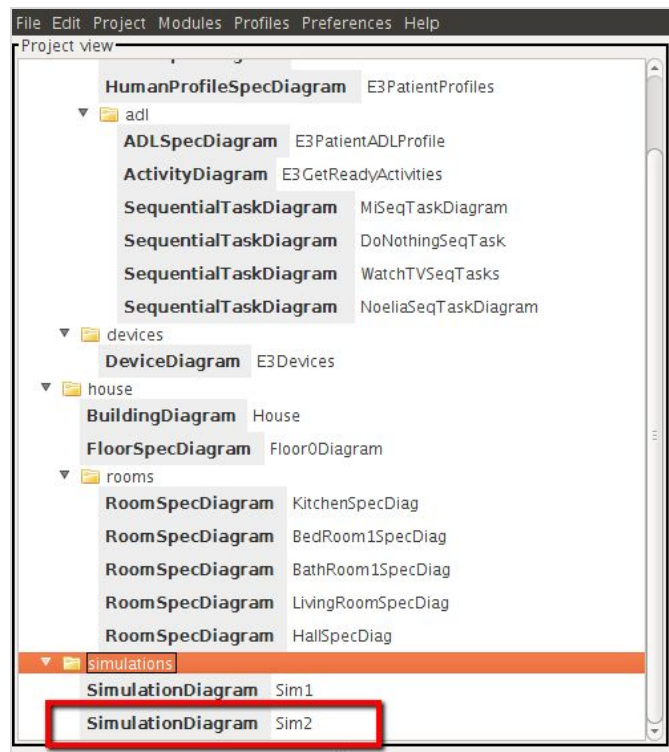 File Edit Project Modules Profiles Preferences Help
Project view
HumanProfileSpecDiagram E3PatientProfiles
adl
ADLSpecDiagram E3PatientADLProfile
ActivityDiagram E3GetReadyActivities
SequentialTaskDiagram MiSeqTaskDiagram
SequentialTaskDiagram DoNothingSeqTask
SequentialTaskDiagram WatchTVSeqTasks
SequentialTaskDiagram NoeliaSeqTaskDiagram
devices
DeviceDiagram E3Devices
house
BuildingDiagram House
FloorSpecDiagram Floor0Diagram
rooms
RoomSpecDiagram KitchenSpecDiag
RoomSpecDiagram BedRoom1SpecDiag
RoomSpecDiagram BathRoom1SpecDiag
RoomSpecDiagram LivingRoomSpecDiag
RoomSpecDiagram HallSpecDiag
simulations
SimulationDiagram Sim1
SimulationDiagram Sim2